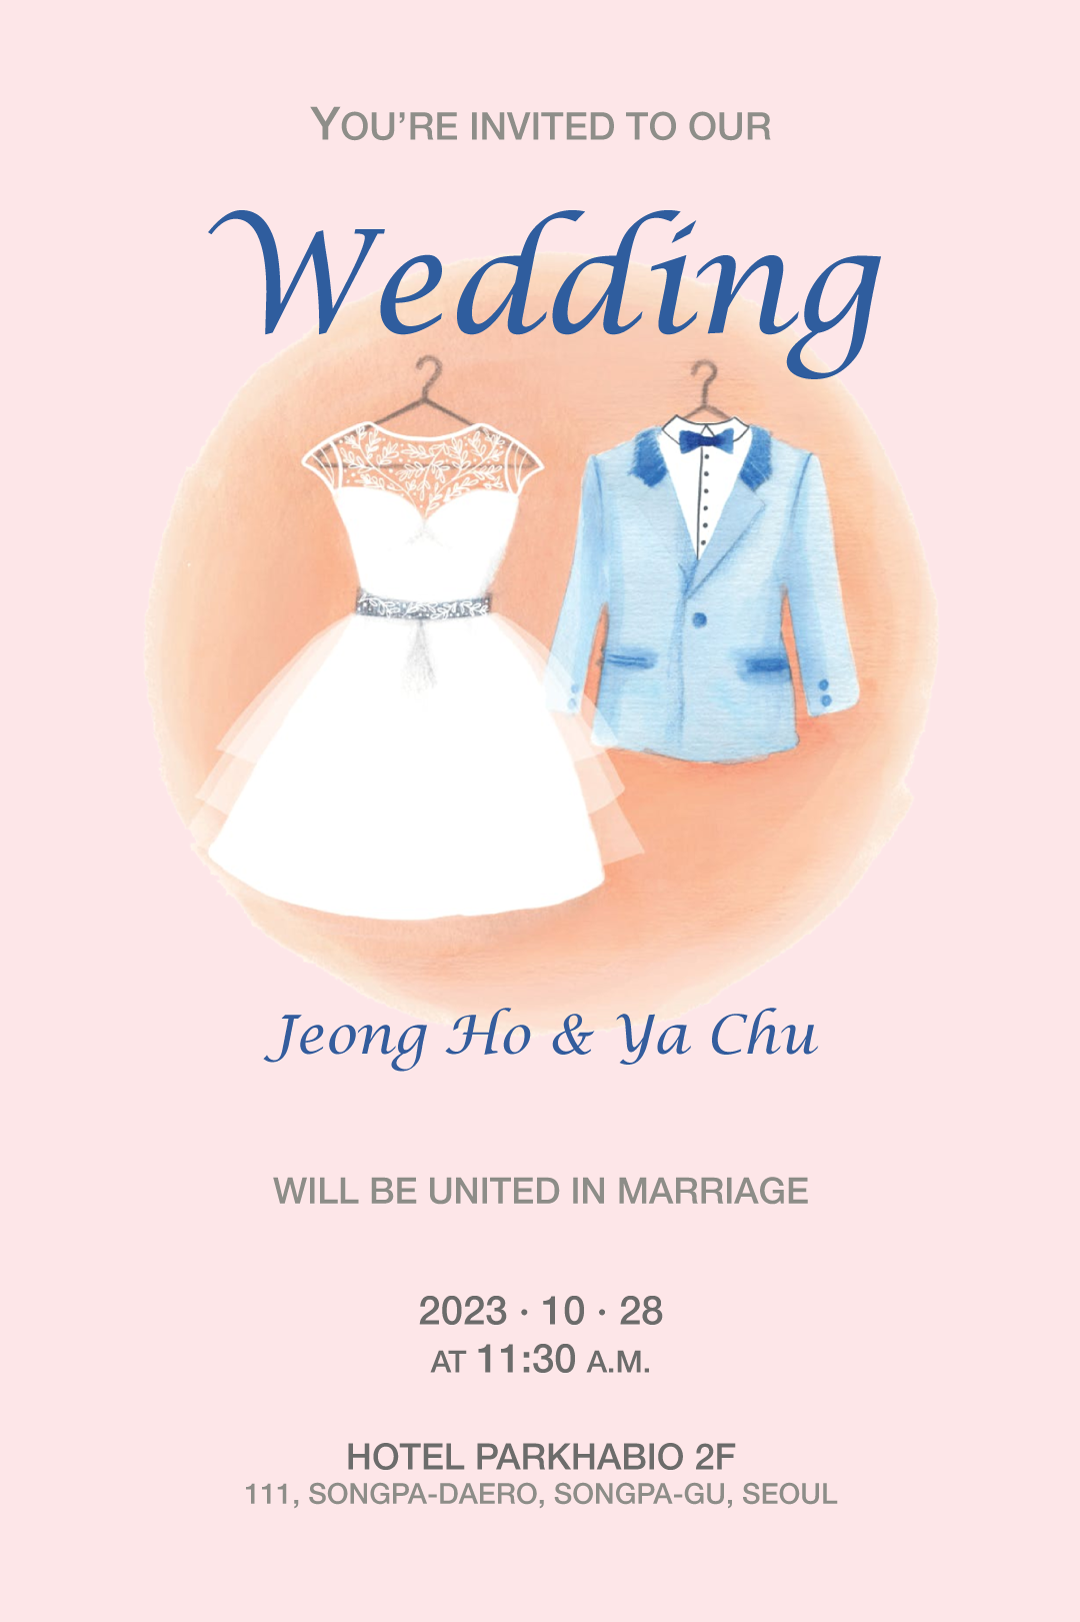 YOU’RE INVITED TO OUR
Wedding
Jeong Ho & Ya Chu
WILL BE UNITED IN MARRIAGE
2023 · 10 · 28
AT 11:30 A.M.
HOTEL PARKHABIO 2F
111, SONGPA-DAERO, SONGPA-GU, SEOUL